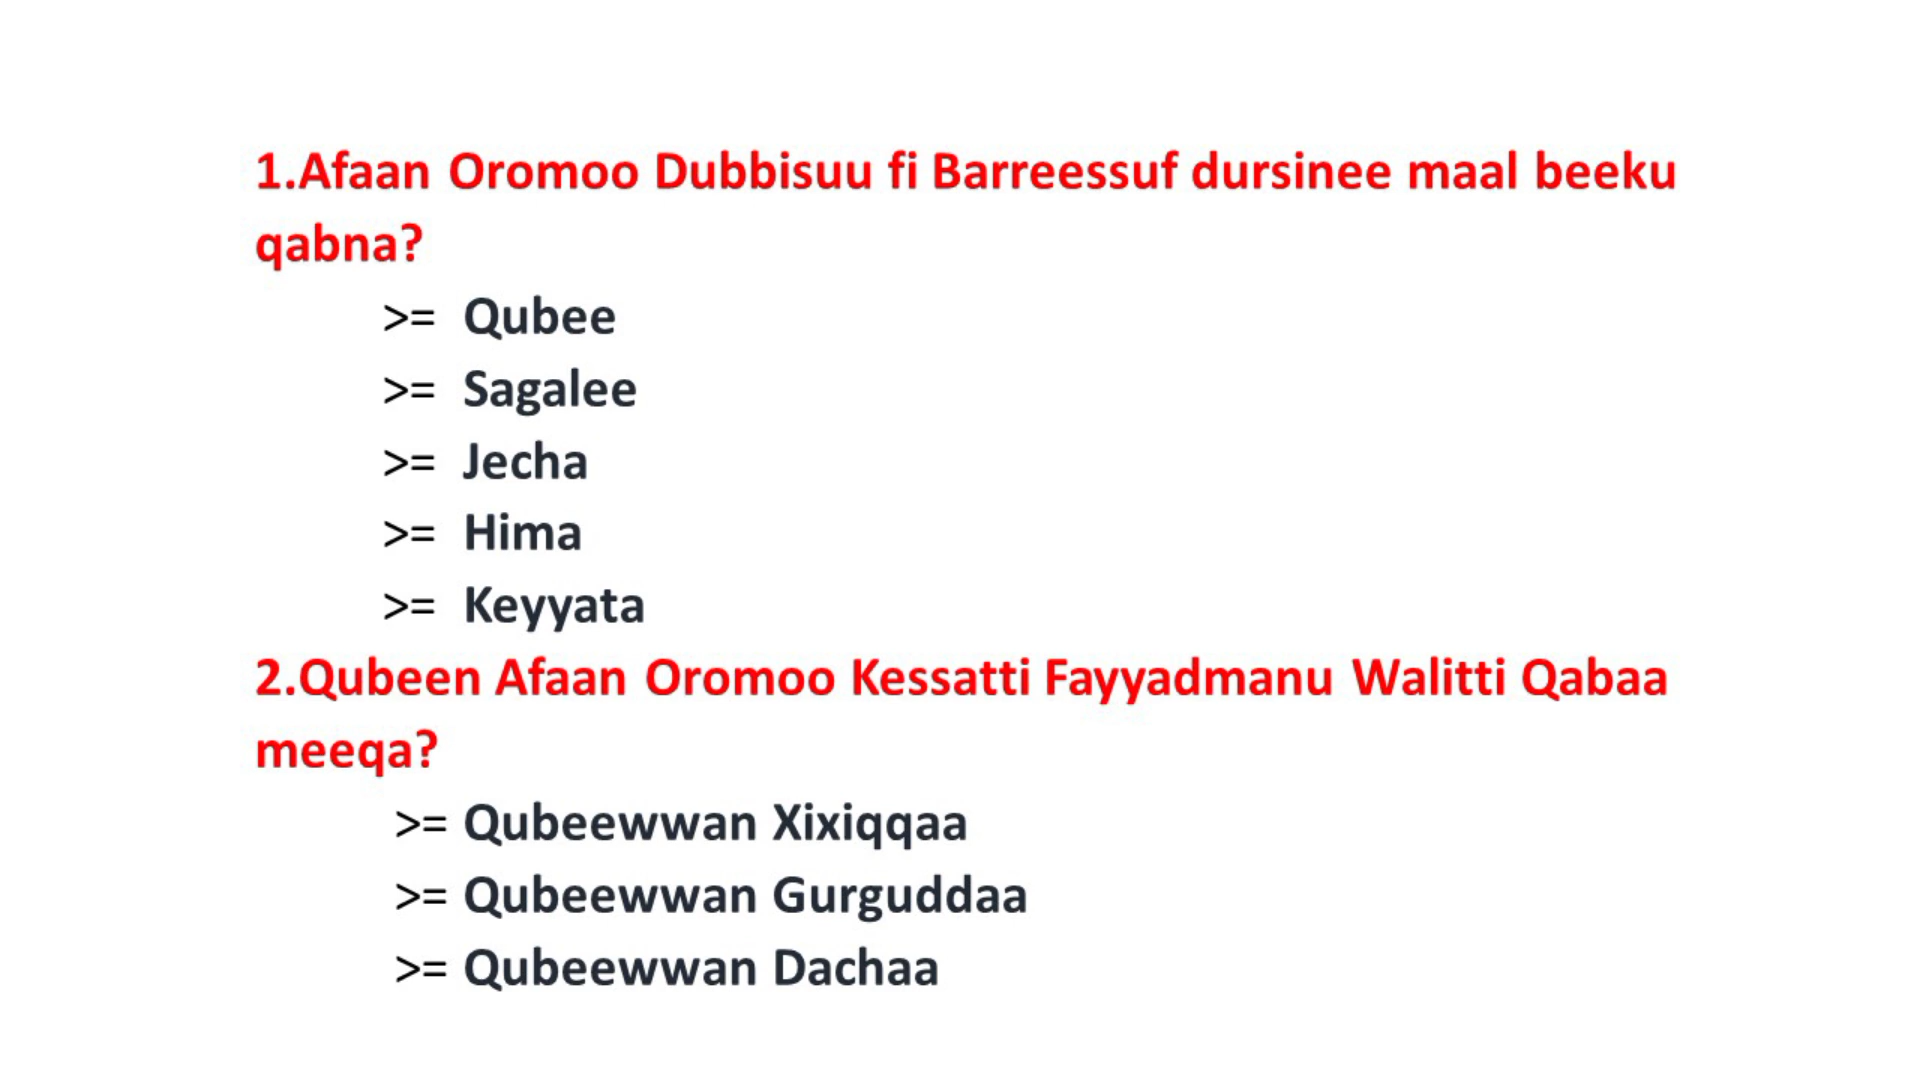 1.Afaan Oromoo Dubbisuu fi Barreessuf dursinee maal beeku
qabna?
>= Qubee
>= Sagalee
>= Jecha
>= Hima
>= Keyyata
2.Qubeen Afaan Oromoo Kessatti Fayyadmanu Walitti Qabaa
meeqa?
>= Qubeewwan Xixiqqaa
>= Qubeewwan Gurguddaa
>= Qubeewwan Dachaa